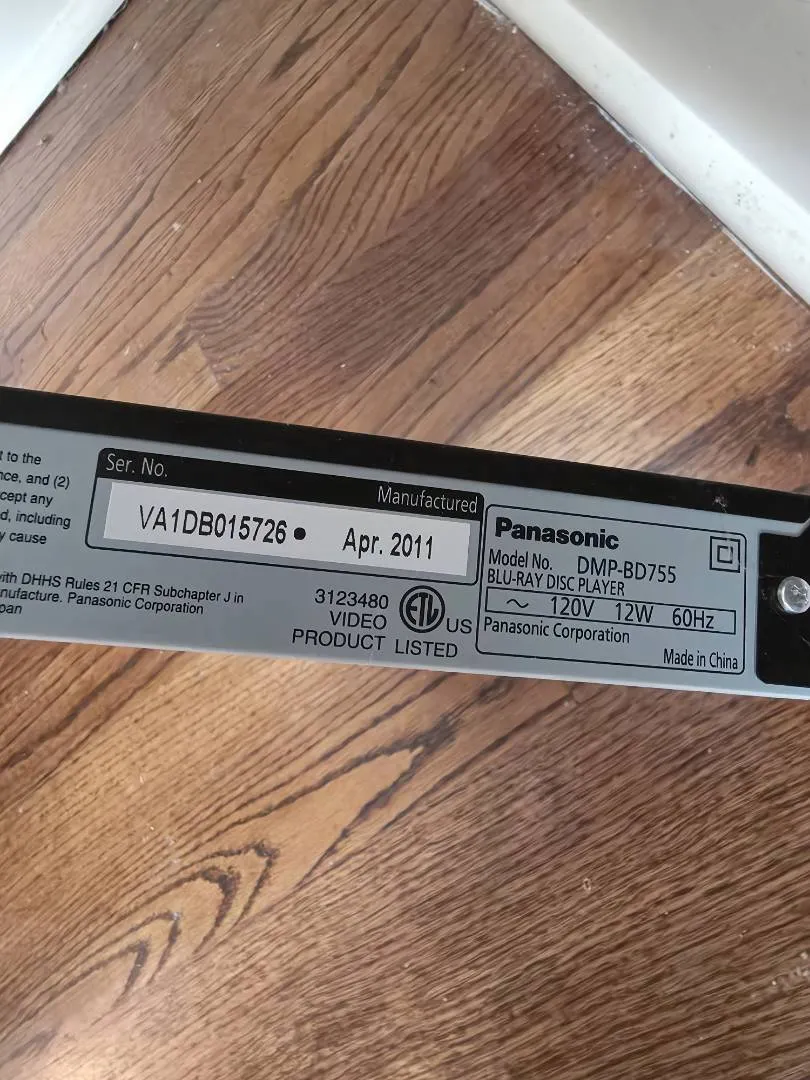 t to the
nce, and (2)
cept any
d, including
y cause
ith DHHS Rules 21 CFR Subchapter J in
nufacture. Panasonic Corporation
pan
Ser. No.
Manufactured
VA1DB015726 • Apr. 2011
3123480
VIDEO
PRODUCT LISTED
ETL
US
Panasonic
Model No. DMP-BD755
BLU-RAY DISC PLAYER
~ 120V 12W 60Hz
Panasonic Corporation
Made in China